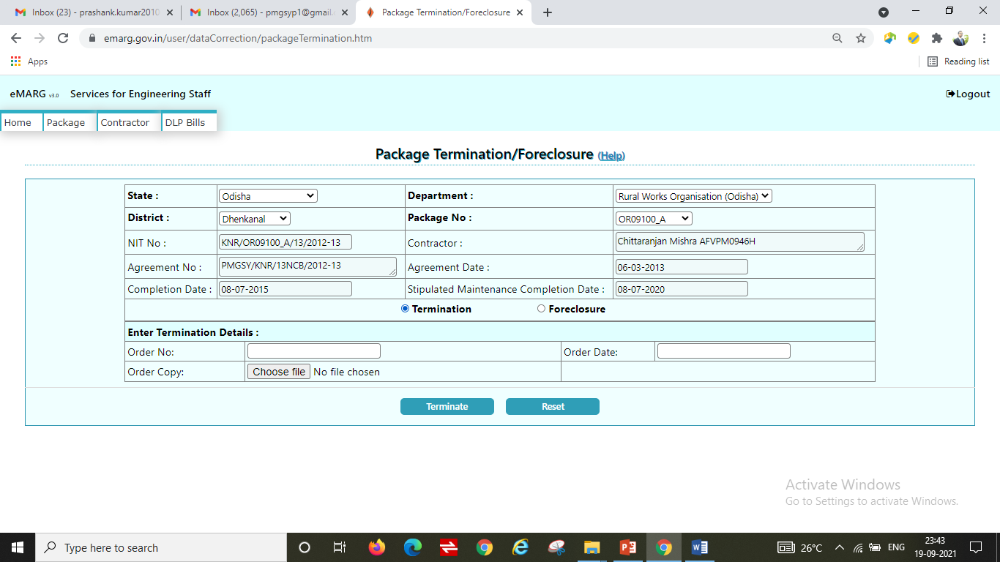 Inbox (23) - prashank.kumar2010
Inbox (2,065) - pmgsyp1@gmail.
Package Termination/Foreclosure
emarg.gov.in/user/dataCorrection/packageTermination.htm
Apps
Reading list
eMARG v3.0 Services for Engineering Staff
Logout
Home Package Contractor DLP Bills
Package Termination/Foreclosure (Help)
State : Odisha Department : Rural Works Organisation (Odisha)
District : Dhenkanal Package No : OR09100_A
NIT No : KNR/OR09100_A/13/2012-13 Contractor : Chittaranjan Mishra AFVPM0946H
Agreement No : PMGSY/KNR/13NCB/2012-13 Agreement Date : 06-03-2013
Completion Date : 08-07-2015 Stipulated Maintenance Completion Date : 08-07-2020
Termination Foreclosure
Enter Termination Details :
Order No: Order Date:
Order Copy: Choose file No file chosen
Terminate Reset
Activate Windows
Go to Settings to activate Windows.
Type here to search
26°C ENG
23:43
19-09-2021